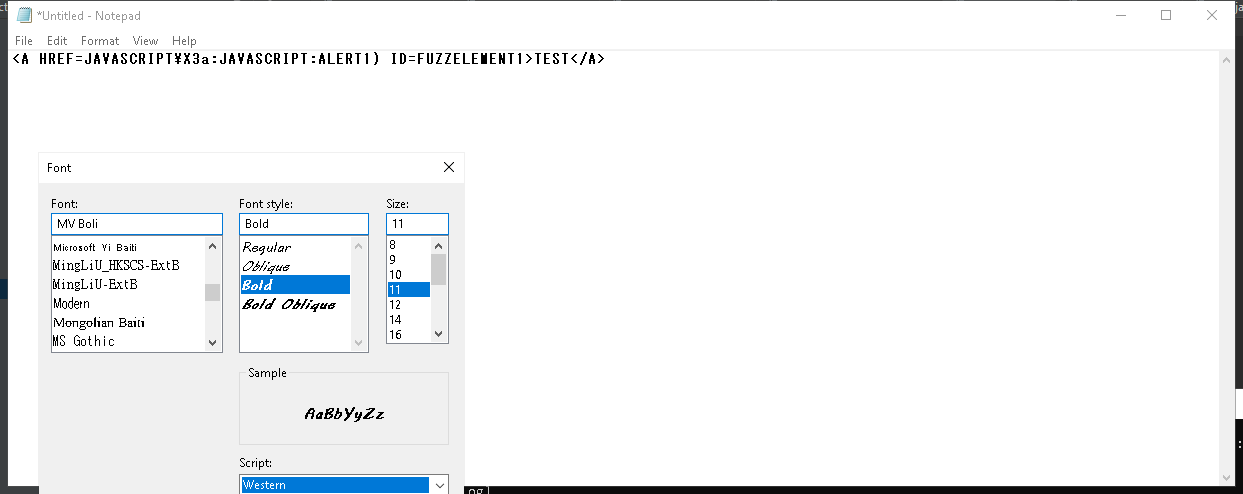 *Untitled - Notepad
File Edit Format View Help
<A HREF=JAVASCRIPT¥X3a:JAVASCRIPT:ALERT1) ID=FUZZELEMENT1>TEST</A>
Font
Font: Font style: Size:
MV Boli Bold 11
Microsoft Yi Baiti Regular 8
MingLiU_HKSCS-ExtB Oblique 9
MingLiU-ExtB Bold 10
Modern Bold Oblique 11
Mongolian Baiti 12
MS Gothic 14
16
Sample
AaBbYyZz
Script:
Western